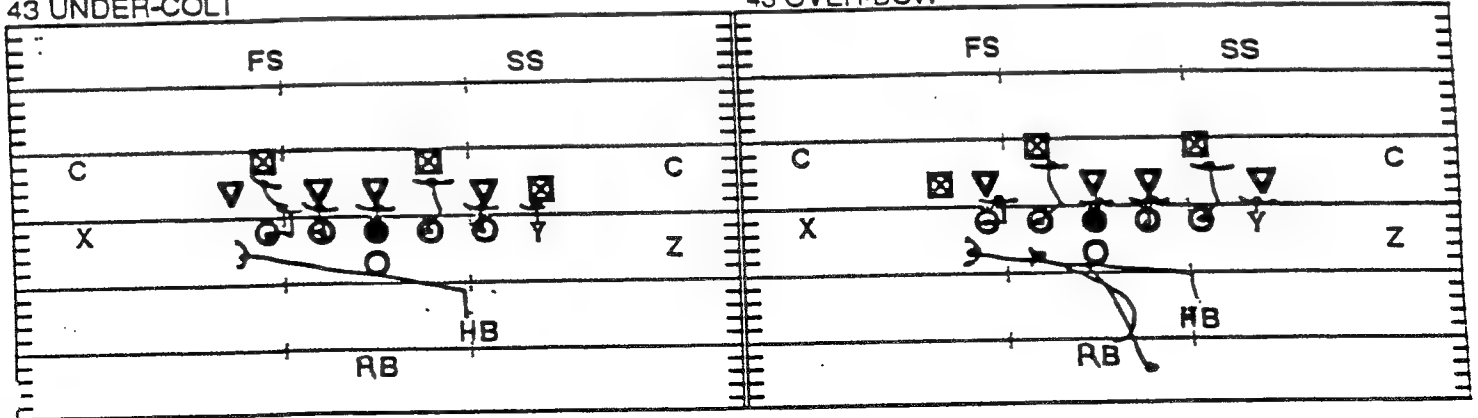 43 UNDER-COLT
FS SS
C C
X Y Z
HB
RB
FS SS
C C
X Y Z
HB
RB